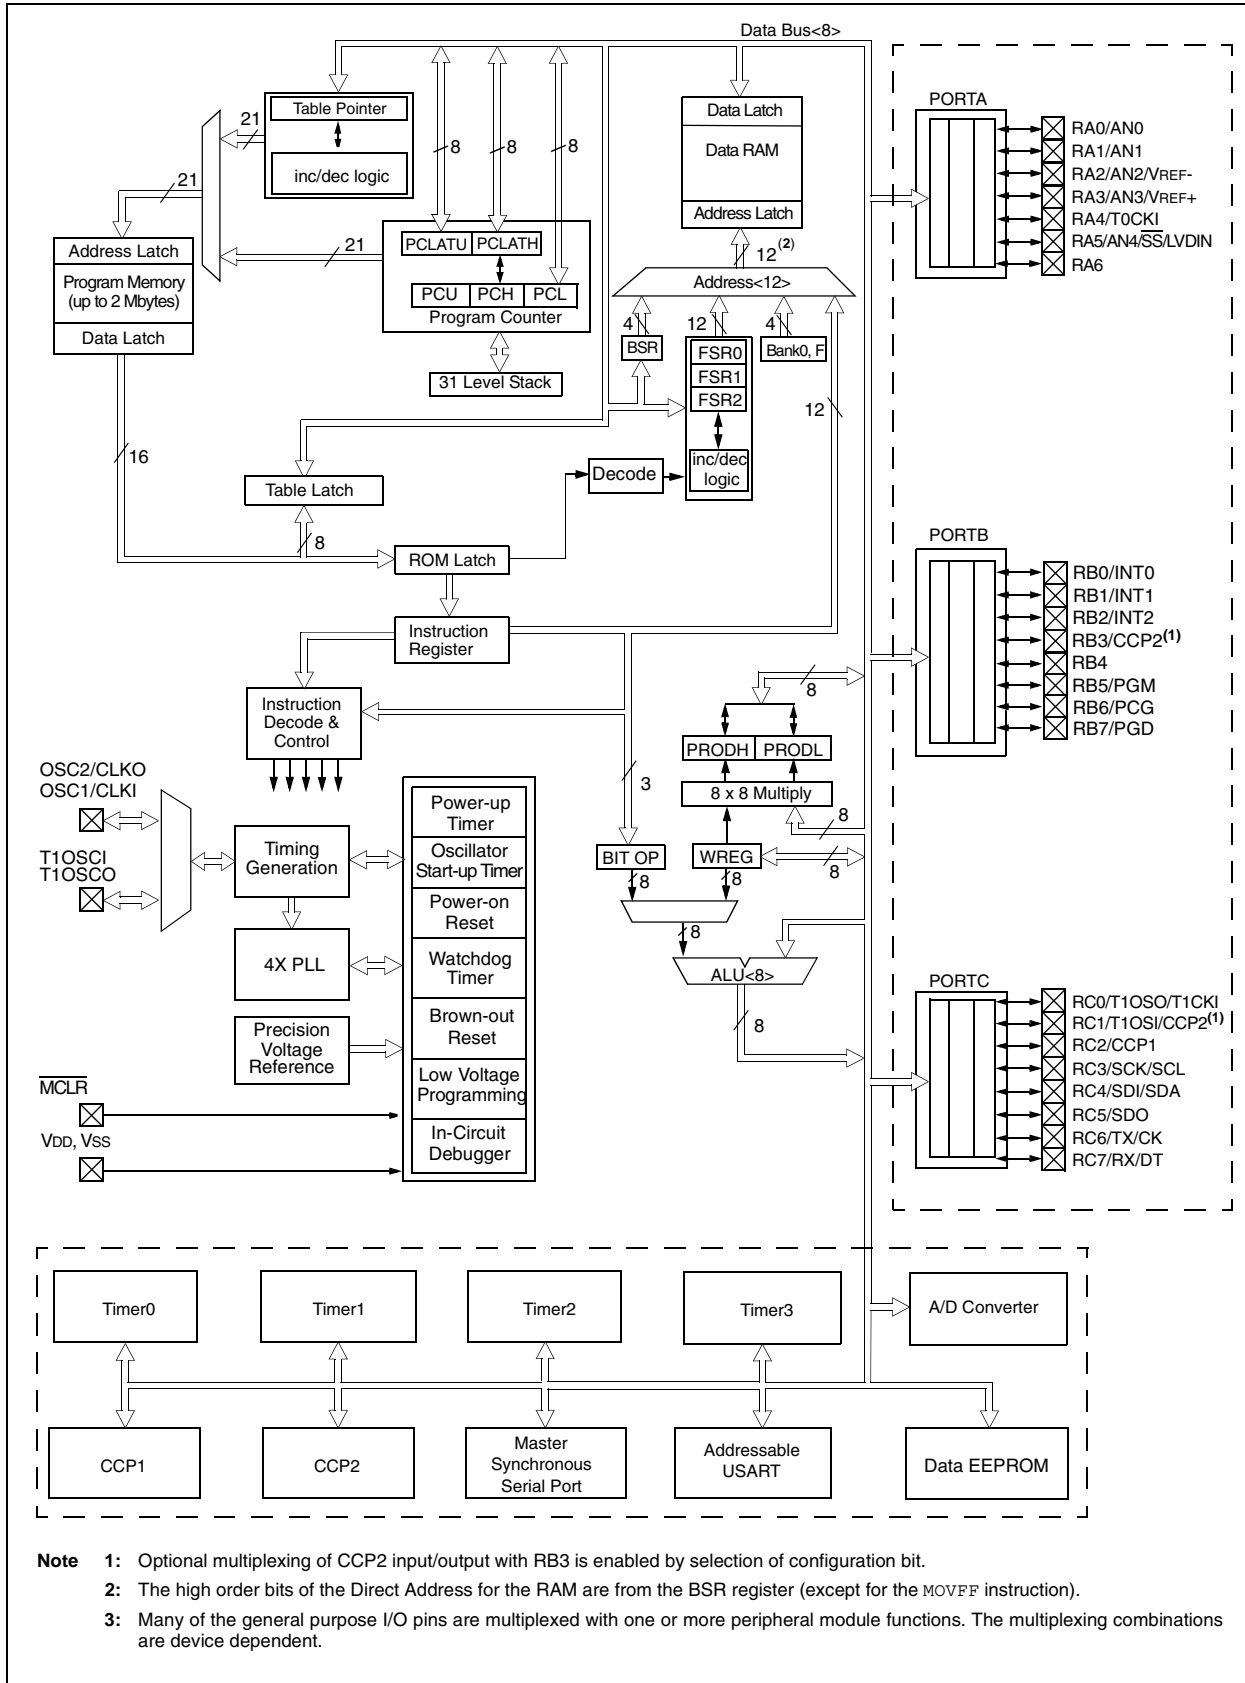 Data Bus<8>
PORTA
Table Pointer
21
inc/dec logic
21
8
8
8
Data Latch
Data RAM
Address Latch
RA0/AN0
RA1/AN1
RA2/AN2/VREF-
RA3/AN3/VREF+
RA4/T0CKI
RA5/AN4/SS/LVDIN
RA6
Address Latch
Program Memory
(up to 2 Mbytes)
Data Latch
21
PCLATU
PCLATH
PCU
PCH
PCL
Program Counter
31 Level Stack
12(2)
Address<12>
4
12
4
BSR
FSR0
FSR1
FSR2
inc/dec
logic
Bank0, F
12
16
Table Latch
8
Decode
ROM Latch
Instruction
Register
PORTB
RB0/INT0
RB1/INT1
RB2/INT2
RB3/CCP2(1)
RB4
RB5/PGM
RB6/PCG
RB7/PGD
Instruction
Decode &
Control
8
PRODH
PRODL
3
8 x 8 Multiply
8
BIT OP
WREG
8
8
8
8
ALU<8>
8
OSC2/CLKO
OSC1/CLKI
T1OSCI
T1OSCO
Timing
Generation
4X PLL
Precision
Voltage
Reference
MCLR
VDD, VSS
Power-up
Timer
Oscillator
Start-up Timer
Power-on
Reset
Watchdog
Timer
Brown-out
Reset
Low Voltage
Programming
In-Circuit
Debugger
PORTC
RC0/T1OSO/T1CKI
RC1/T1OSI/CCP2(1)
RC2/CCP1
RC3/SCK/SCL
RC4/SDI/SDA
RC5/SDO
RC6/TX/CK
RC7/RX/DT
Timer0
Timer1
Timer2
Timer3
A/D Converter
CCP1
CCP2
Master
Synchronous
Serial Port
Addressable
USART
Data EEPROM
Note 1: Optional multiplexing of CCP2 input/output with RB3 is enabled by selection of configuration bit.
2: The high order bits of the Direct Address for the RAM are from the BSR register (except for the MOVFF instruction).
3: Many of the general purpose I/O pins are multiplexed with one or more peripheral module functions. The multiplexing combinations
are device dependent.